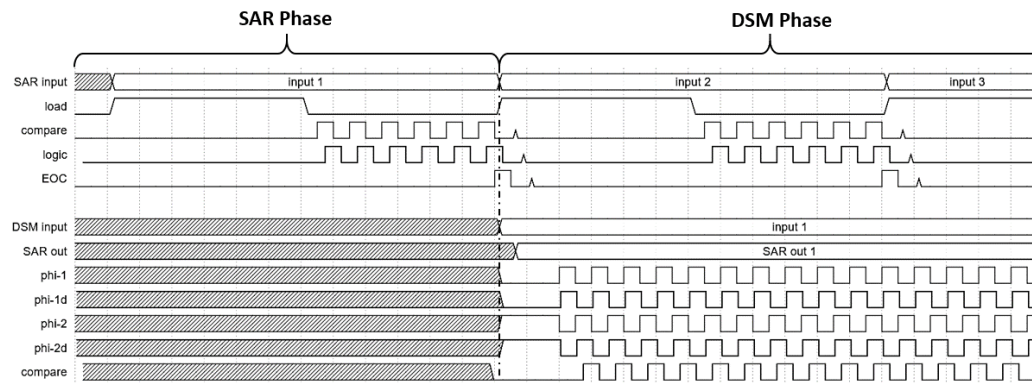 SAR Phase DSM Phase
SAR input input 1 input 2 input 3
load
compare
logic
EOC
DSM input input 1
SAR out SAR out 1
phi-1
phi-1d
phi-2
phi-2d
compare